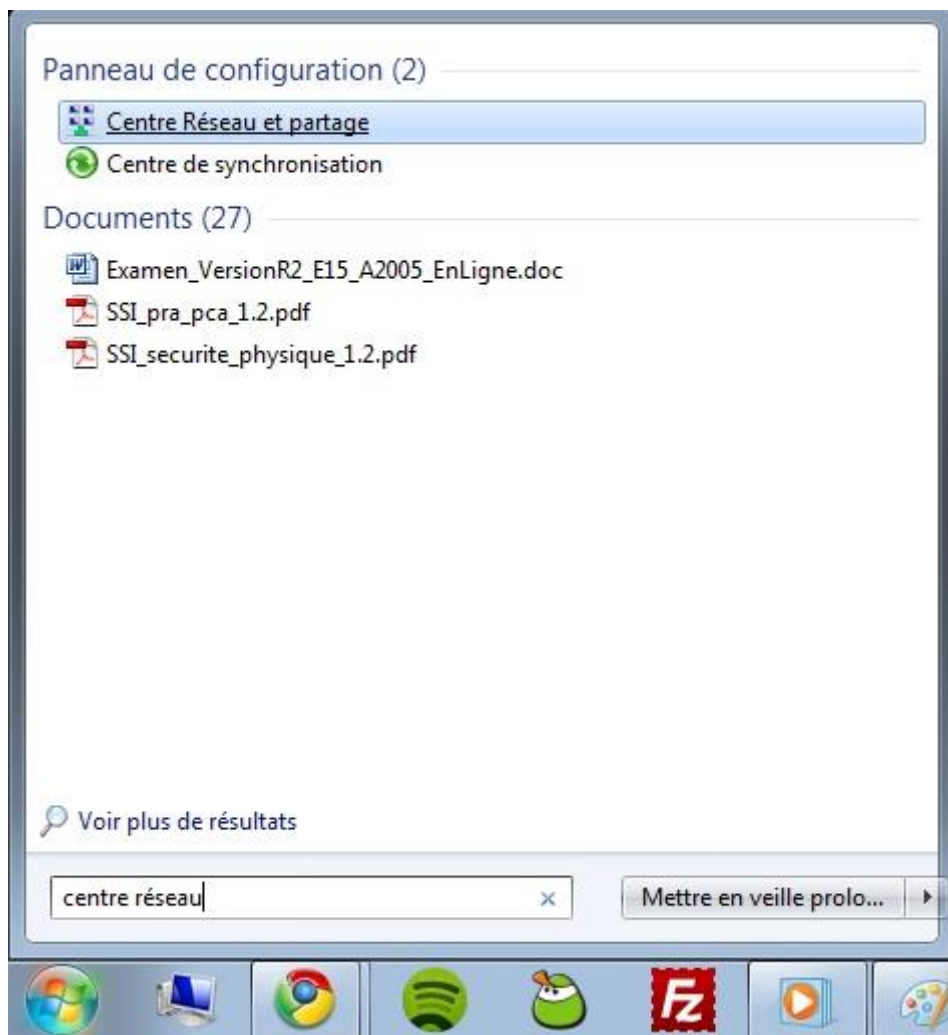 Panneau de configuration (2)
Centre Réseau et partage
Centre de synchronisation
Documents (27)
Examen_VersionR2_E15_A2005_EnLigne.doc
SSI_pra_pca_1.2.pdf
SSI_securite_physique_1.2.pdf
Voir plus de résultats
centre réseau
Mettre en veille prolo...
Fz